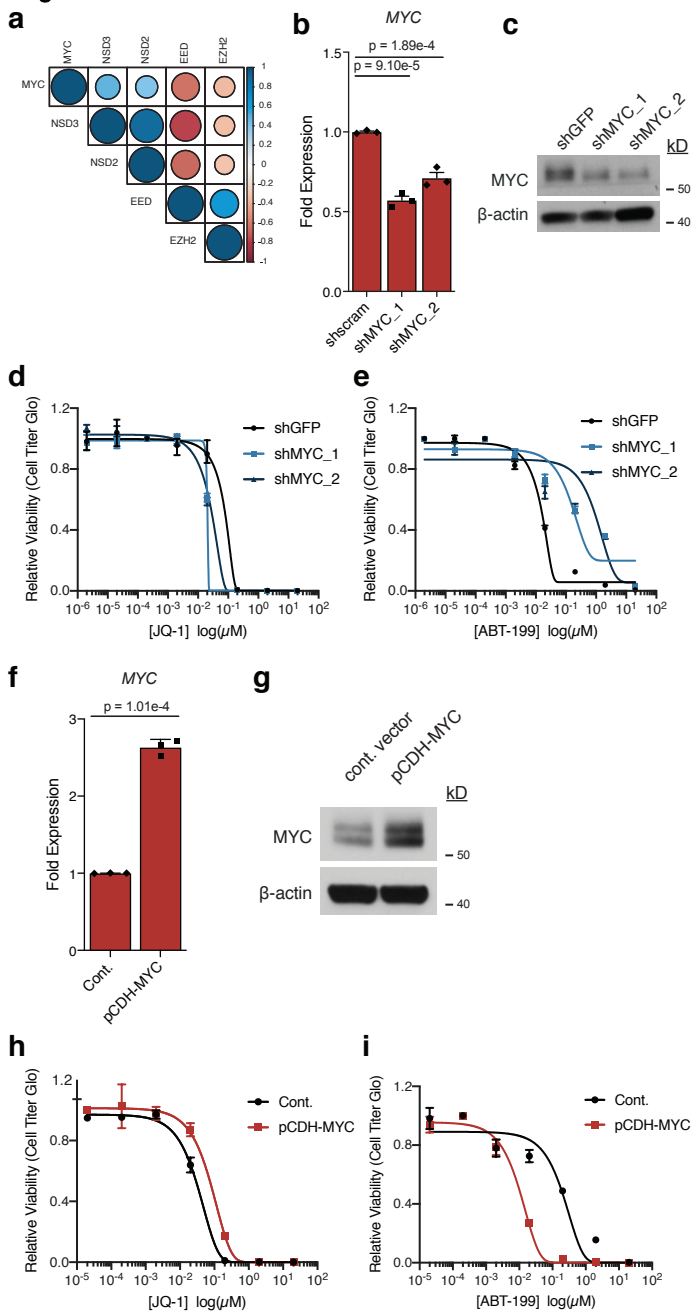 a
MYC
NSD3
NSD2
EED
EZH2
MYC
NSD3
NSD2
EED
EZH2
1
0.8
0.6
0.4
0.2
0
-0.2
-0.4
-0.6
-0.8
-1
b
MYC
p = 1.89e-4
p = 9.10e-5
Fold Expression
1.5
1.0
0.5
0.0
shscram
shMYC_1
shMYC_2
c
shGFP
shMYC_1
shMYC_2
kD
MYC
50
β-actin
40
d
Relative Viability (Cell Titer Glo)
1.2
0.8
0.4
0.0
shGFP
shMYC_1
shMYC_2
10-6 10-5 10-4 10-3 10-2 10-1 100 101 102
[JQ-1] log(μM)
e
Relative Viability (Cell Titer Glo)
1.2
0.8
0.4
0.0
shGFP
shMYC_1
shMYC_2
10-6 10-5 10-4 10-3 10-2 10-1 100 101 102
[ABT-199] log(μM)
f
MYC
p = 1.01e-4
Fold Expression
3
2
1
0
Cont.
pCDH-MYC
g
cont. vector
pCDH-MYC
kD
MYC
50
β-actin
40
h
Relative Viability (Cell Titer Glo)
1.2
0.8
0.4
0.0
Cont.
pCDH-MYC
10-5 10-4 10-3 10-2 10-1 100 101 102
[JQ-1] log(μM)
i
Relative Viability (Cell Titer Glo)
1.2
0.8
0.4
0.0
Cont.
pCDH-MYC
10-5 10-4 10-3 10-2 10-1 100 101 102
[ABT-199] log(μM)